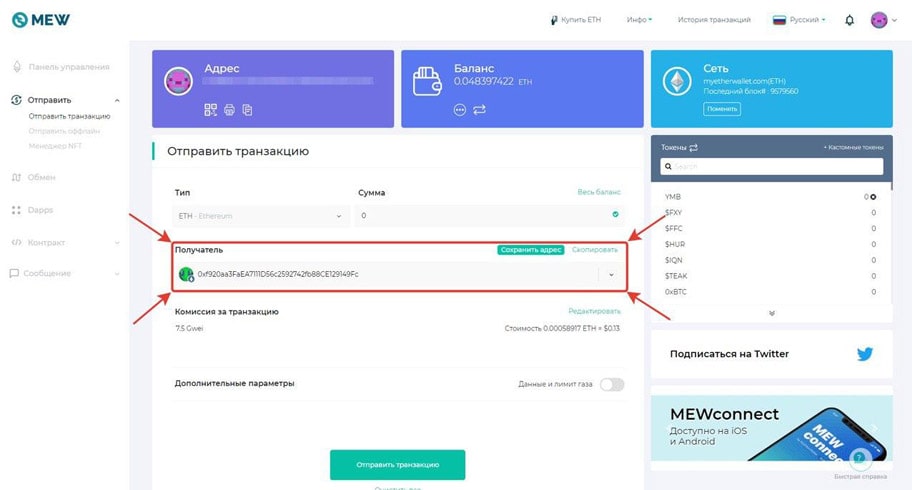 MEW
Купить ETH
Инфо
История транзакций
Русский
Панель управления
Отправить
Отправить транзакцию
Отправить оффлайн
Менеджер NFT
Обмен
Dapps
Контракт
Сообщение
Адрес
Баланс
0.048397422 ETH
Сеть
myetherwallet.com(ETH)
Последний блок# : 9579560
Поменять
Отправить транзакцию
Тип
Сумма
Весь баланс
ETH - Ethereum
0
Получатель
Сохранить адрес
Скопировать
0xf920aa3FaEA7111D56c2592742fb88CE129149Fc
Комиссия за транзакцию
Редактировать
7.5 Gwei
Стоимость 0.00058917 ETH = $0.13
Дополнительные параметры
Данные и лимит газа
Отправить транзакцию
Токены
+ Кастомные токены
Search
YMB 0
$FXY 0
$FFC 0
$HUR 0
$IQN 0
$TEAK 0
0xBTC 0
Подписаться на Twitter
MEWconnect
Доступно на iOS
и Android
MEW
connect
Быстрая справка